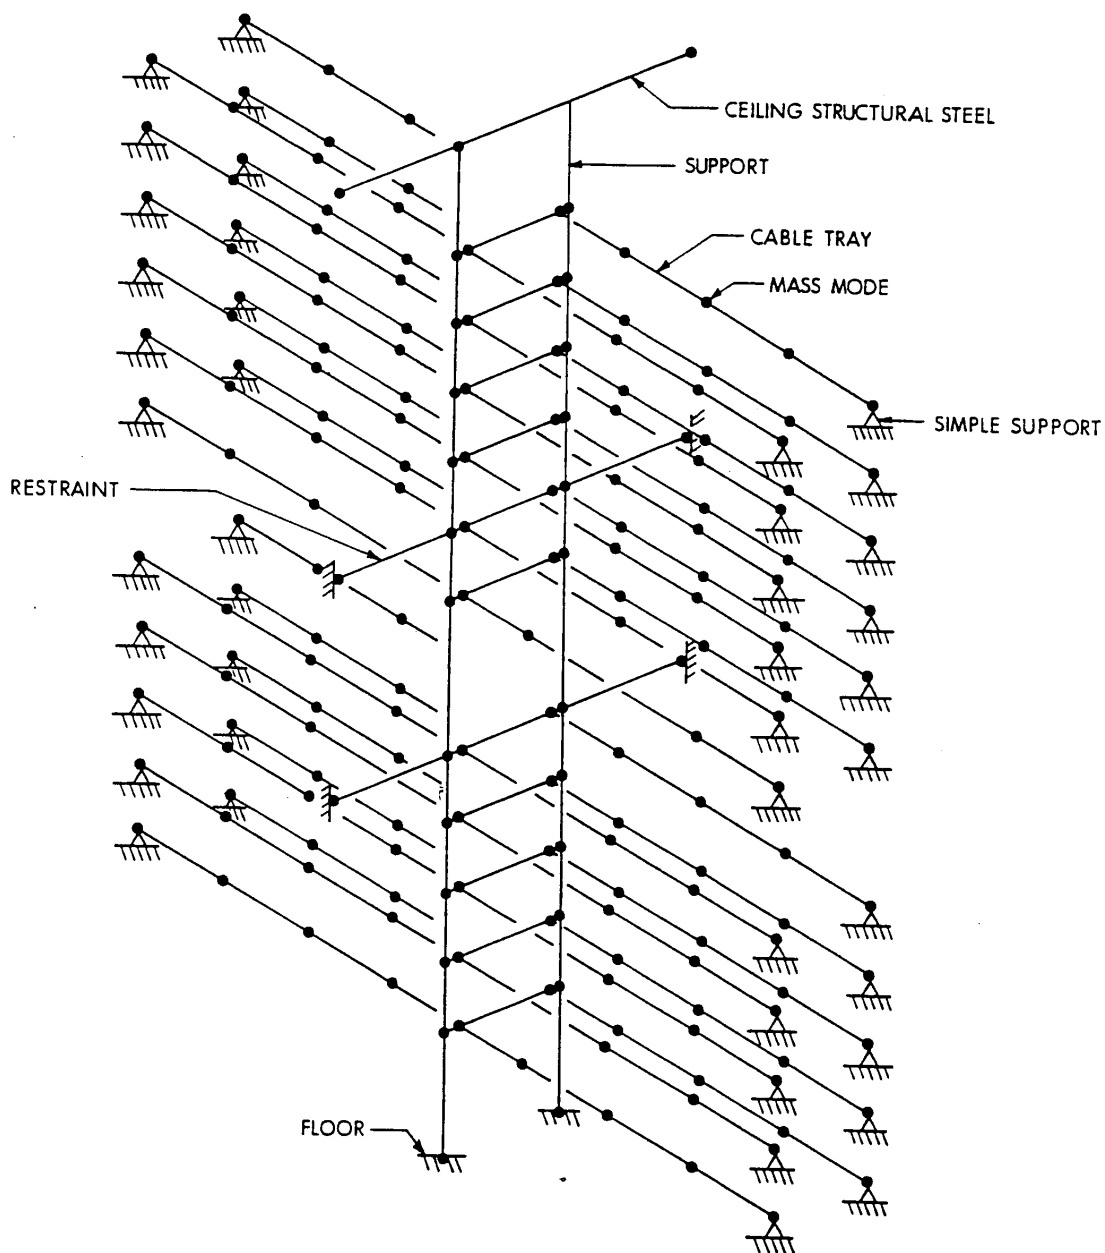 CEILING STRUCTURAL STEEL
SUPPORT
CABLE TRAY
MASS MODE
SIMPLE SUPPORT
RESTRAINT
FLOOR